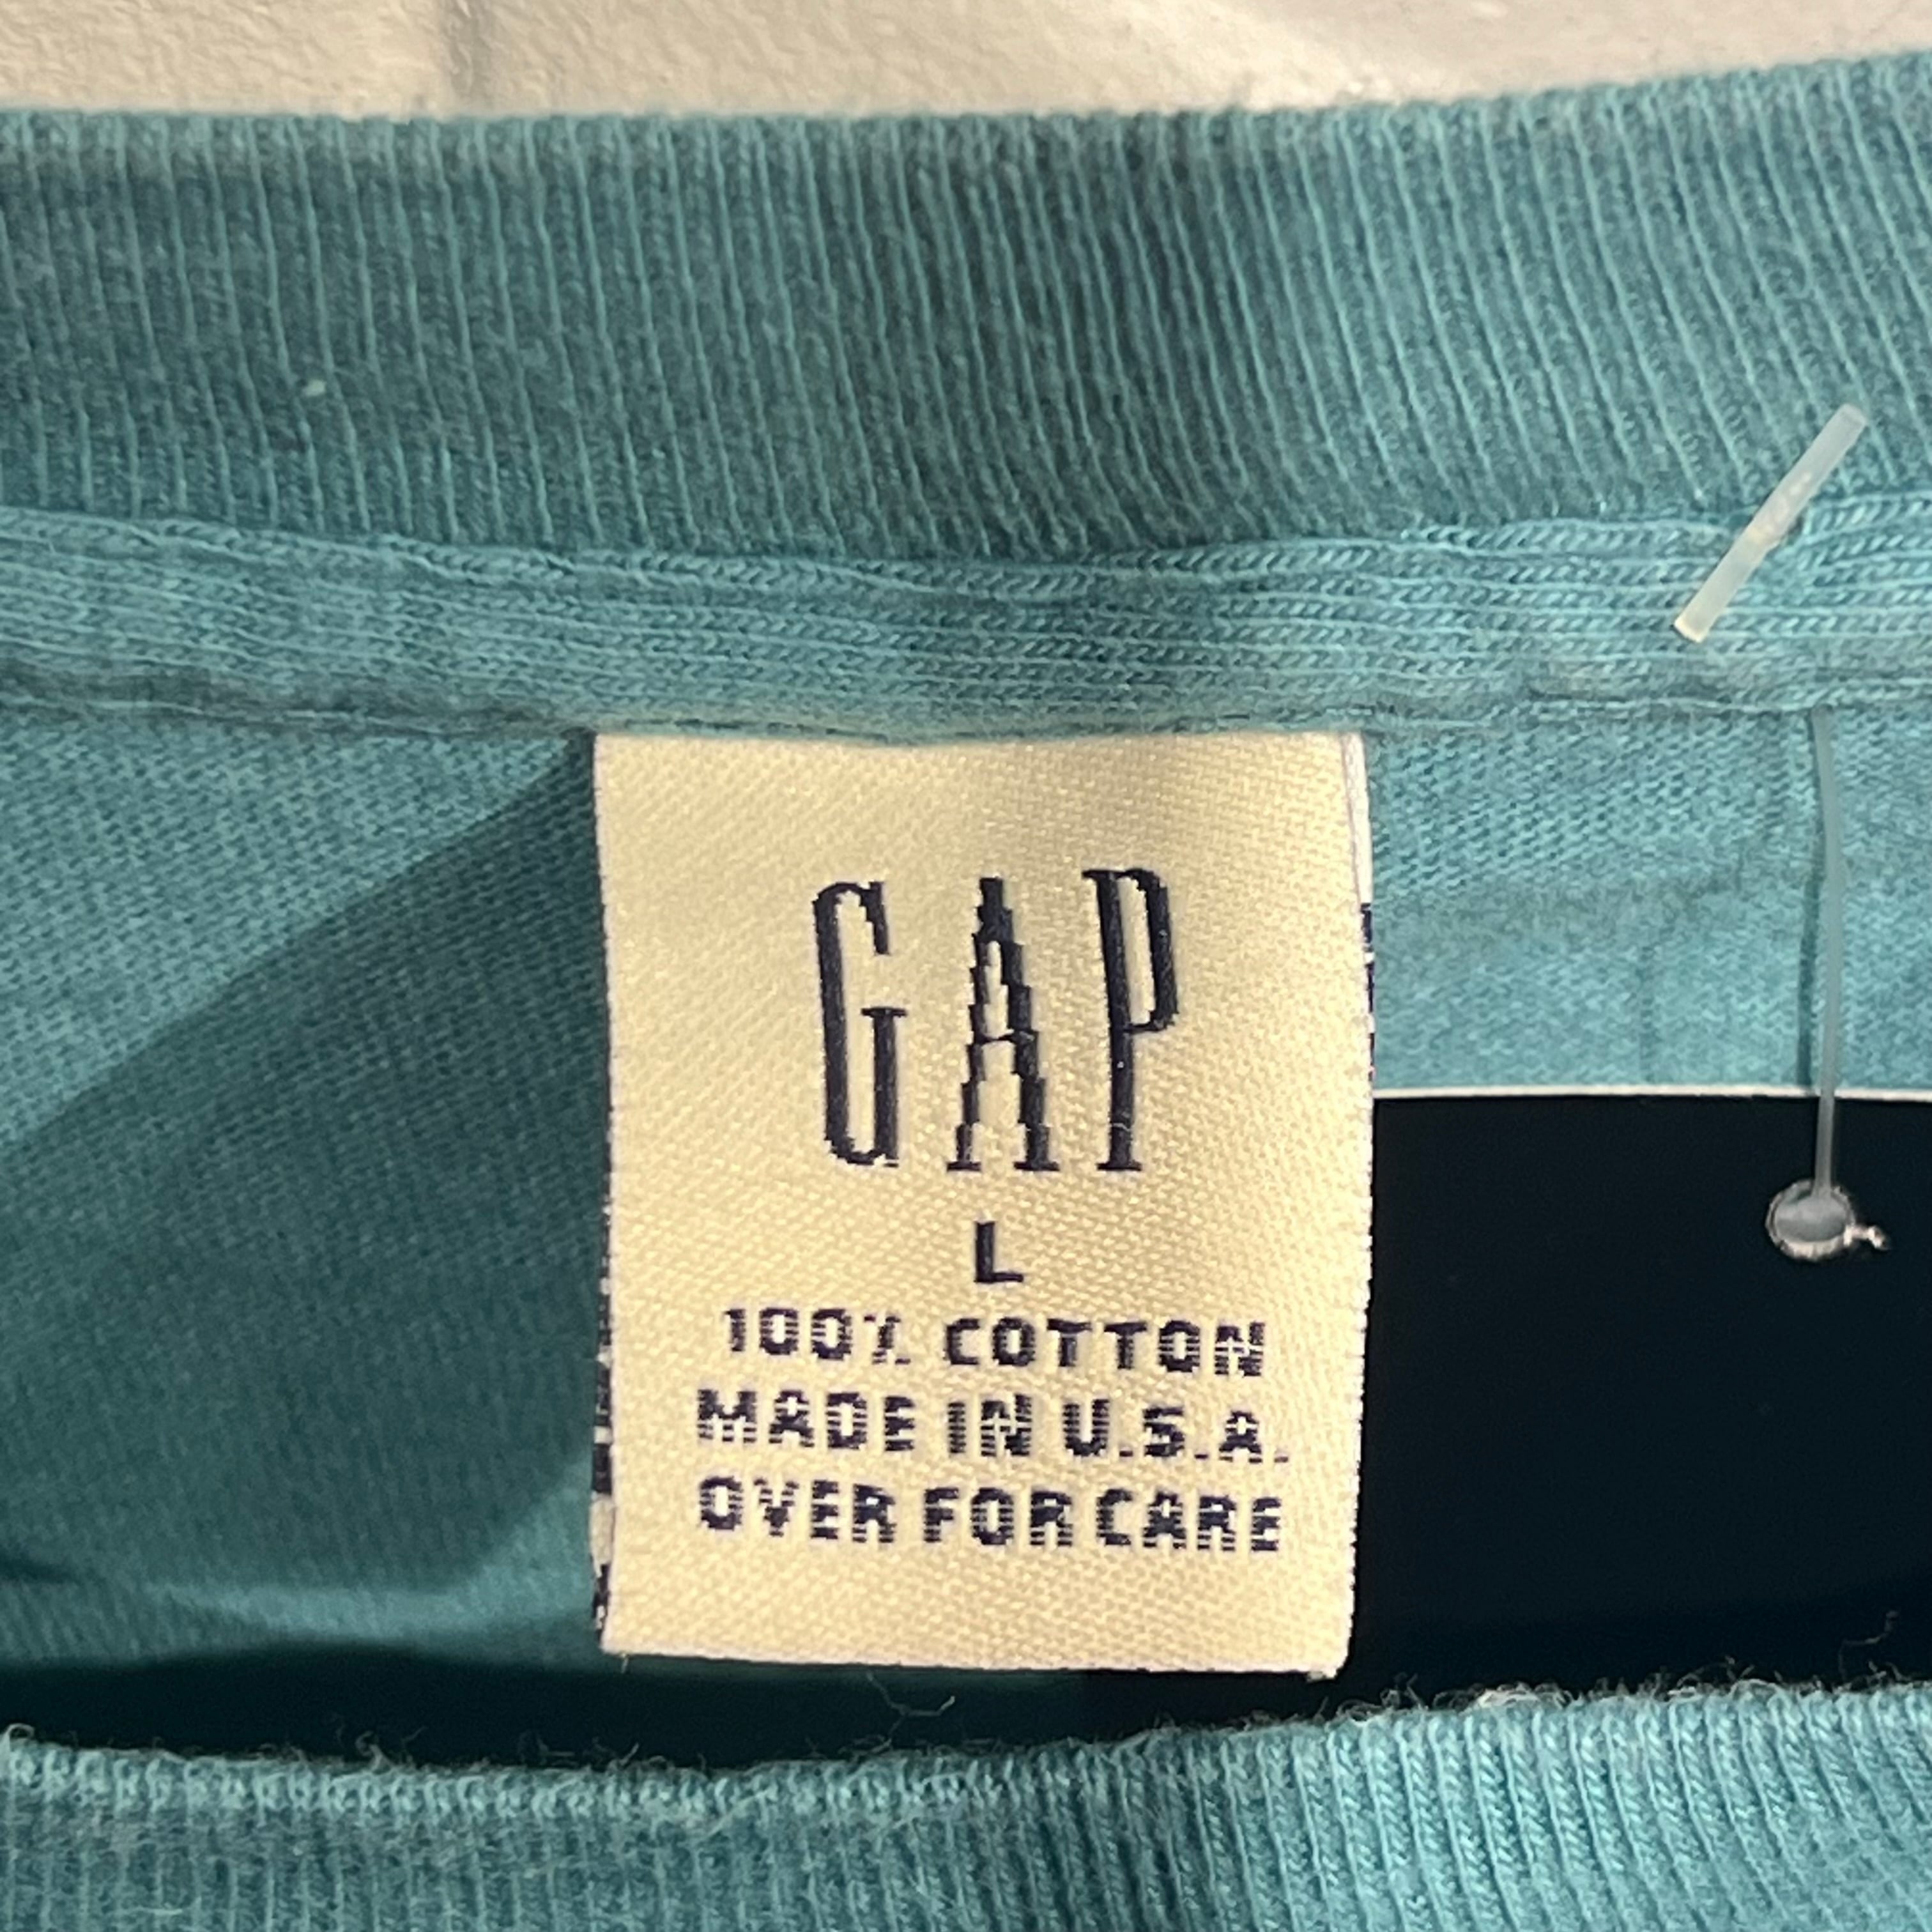 GAP
L
100% COTTON
MADE IN U.S.A.
OVER FOR CARE